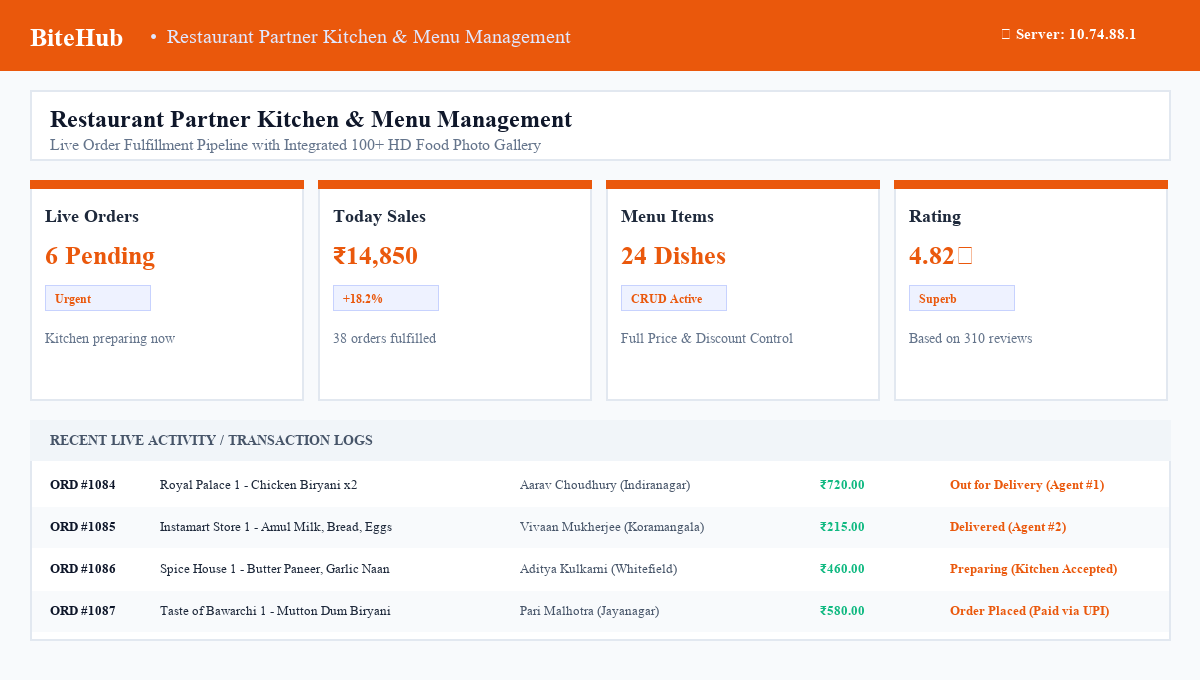 BiteHub • Restaurant Partner Kitchen & Menu Management
Server: 10.74.88.1
Restaurant Partner Kitchen & Menu Management
Live Order Fulfillment Pipeline with Integrated 100+ HD Food Photo Gallery
Live Orders
6 Pending
Urgent
Kitchen preparing now
Today Sales
₹14,850
+18.2%
38 orders fulfilled
Menu Items
24 Dishes
CRUD Active
Full Price & Discount Control
Rating
4.82
Superb
Based on 310 reviews
RECENT LIVE ACTIVITY / TRANSACTION LOGS
ORD #1084 Royal Palace 1 - Chicken Biryani x2 Aarav Choudhury (Indiranagar) ₹720.00 Out for Delivery (Agent #1)
ORD #1085 Instamart Store 1 - Amul Milk, Bread, Eggs Vivaan Mukherjee (Koramangala) ₹215.00 Delivered (Agent #2)
ORD #1086 Spice House 1 - Butter Paneer, Garlic Naan Aditya Kulkarni (Whitefield) ₹460.00 Preparing (Kitchen Accepted)
ORD #1087 Taste of Bawarchi 1 - Mutton Dum Biryani Pari Malhotra (Jayanagar) ₹580.00 Order Placed (Paid via UPI)